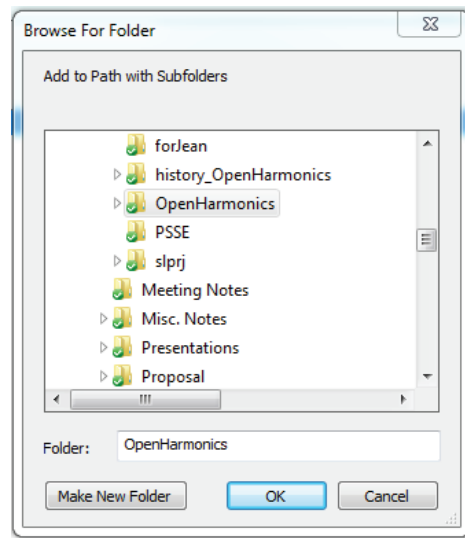 Browse For Folder
Add to Path with Subfolders
forJean
history_OpenHarmonics
OpenHarmonics
PSSE
slprj
Meeting Notes
Misc. Notes
Presentations
Proposal
Folder: OpenHarmonics
Make New Folder OK Cancel